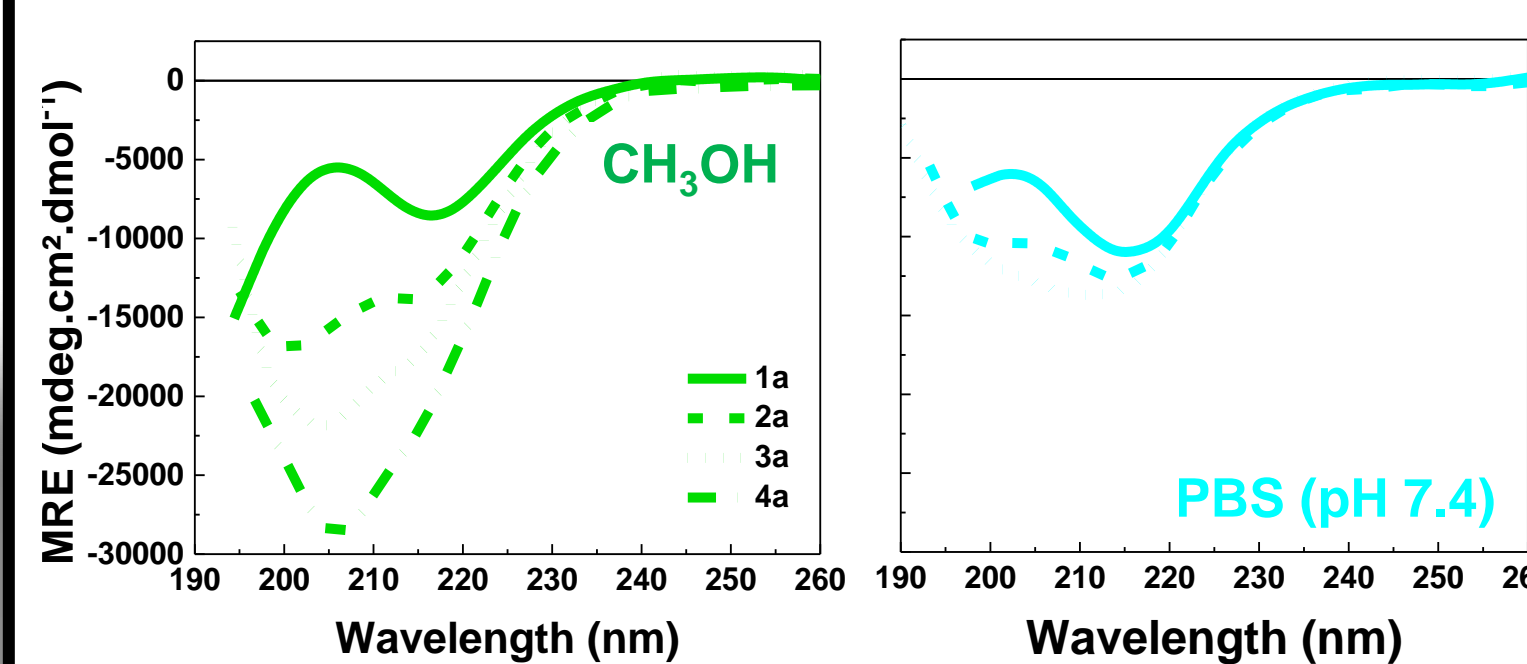 MRE (mdeg.cm².dmol⁻¹)
0
-5000
-10000
-15000
-20000
-25000
-30000
190 200 210 220 230 240 250 260
Wavelength (nm)
CH₃OH
1a
2a
3a
4a
PBS (pH 7.4)
190 200 210 220 230 240 250
Wavelength (nm)